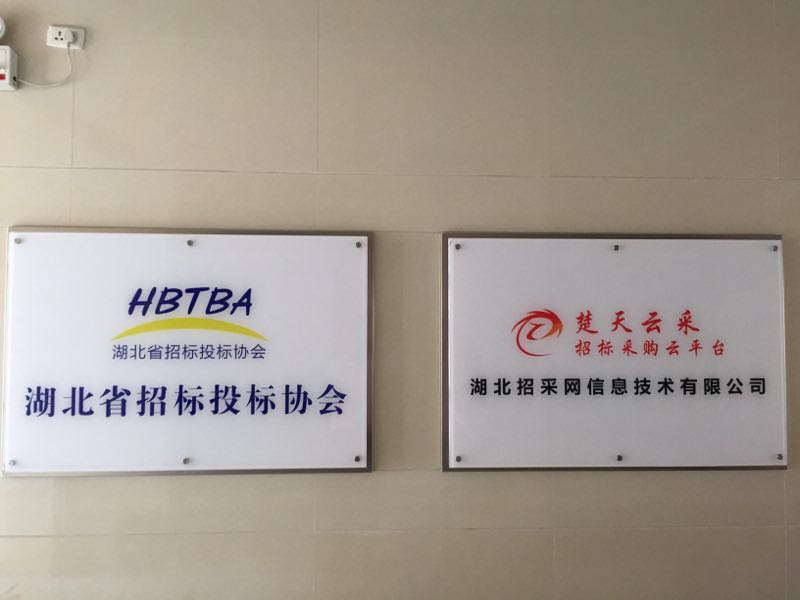 HBTBA
湖北省招标投标协会
湖北省招标投标协会
楚天云采
招标采购云平台
湖北招采网信息技术有限公司